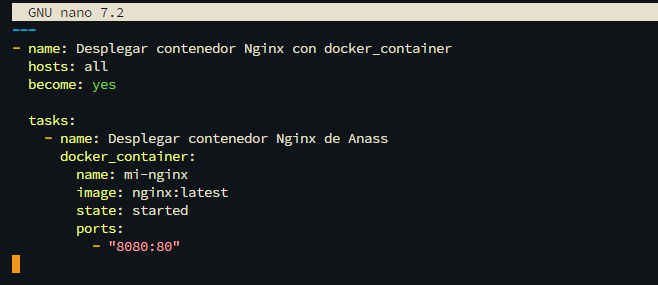 GNU nano 7.2
---
- name: Desplegar contenedor Nginx con docker_container
  hosts: all
  become: yes

  tasks:
    - name: Desplegar contenedor Nginx de Anass
      docker_container:
        name: mi-nginx
        image: nginx:latest
        state: started
        ports:
          - "8080:80"